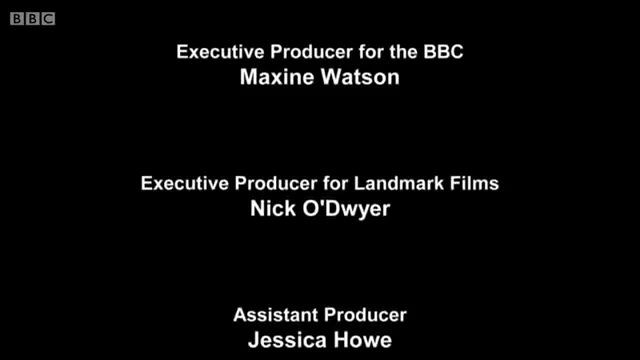 BBC
Executive Producer for the BBC
Maxine Watson
Executive Producer for Landmark Films
Nick O'Dwyer
Assistant Producer
Jessica Howe